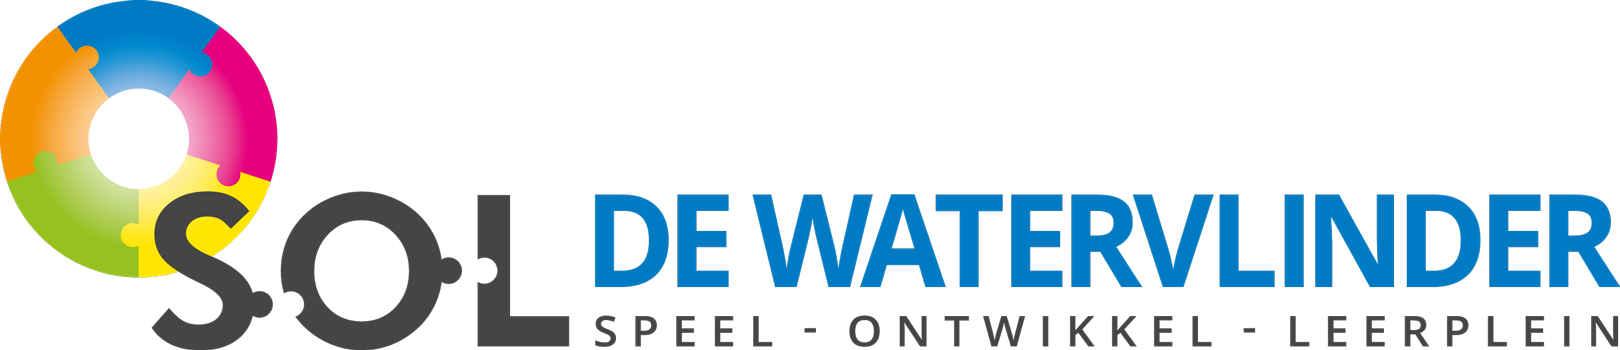 SOL DE WATERVLINDER
SPEEL - ONTWIKKEL - LEERPLEIN